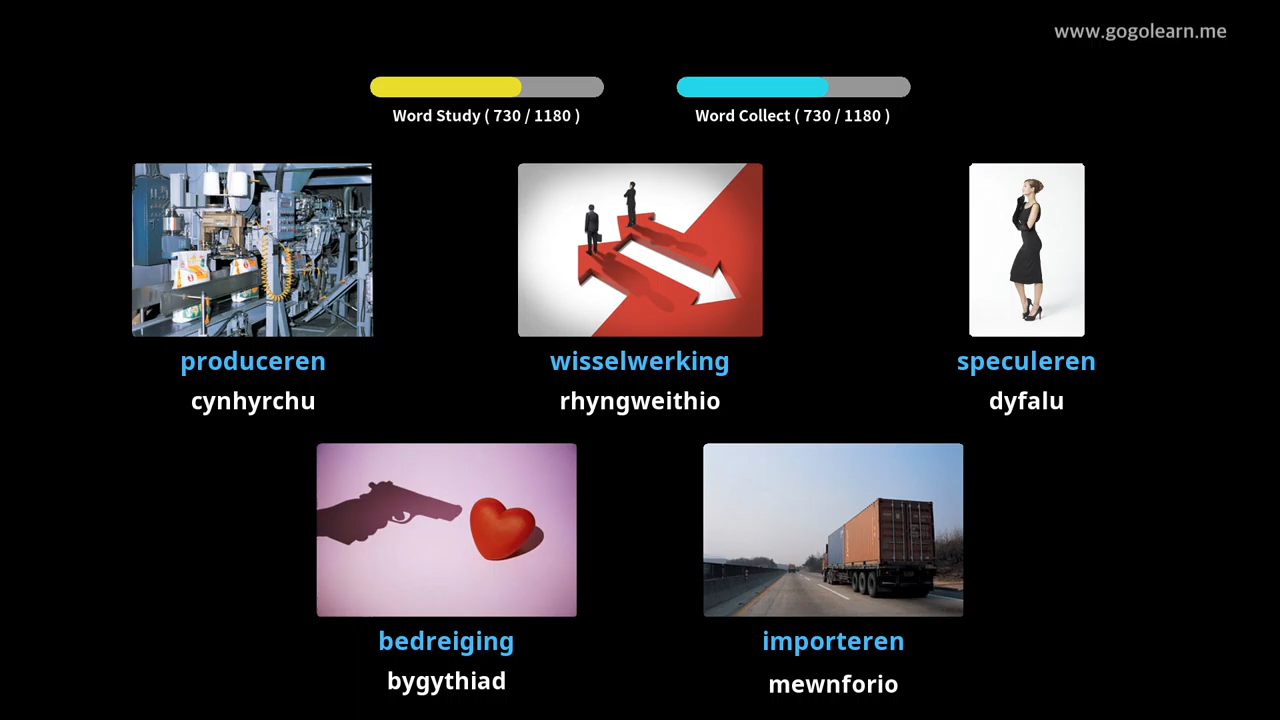 www.gogolearn.me
Word Study ( 730 / 1180 )
Word Collect ( 730 / 1180 )
produceren
cynhyrchu
wisselwerking
rhyngweithio
speculeren
dyfalu
bedreiging
bygythiad
importeren
mewnforio